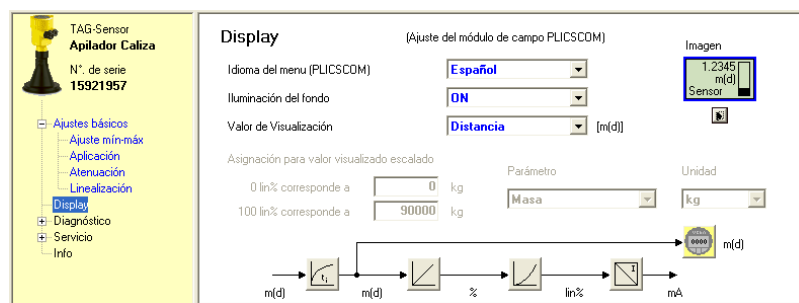 TAG-Sensor
Apilador Caliza
N°. de serie
15921957
Ajustes básicos
Ajuste mín-máx
Aplicación
Atenuación
Linealización
Display
Diagnóstico
Servicio
Info
Display
(Ajuste del módulo de campo PLICSCOM)
Imagen
Idioma del menu (PLICSCOM)
Español
1.2345
m(d)
Sensor
Iluminación del fondo
ON
Valor de Visualización
Distancia
[m(d)]
Asignación para valor visualizado escalado
Parámetro
Unidad
0 lin% corresponde a
0
kg
Masa
kg
100 lin% corresponde a
90000
kg
0000
m(d)
t i
I
m(d)
m(d)
%
lin%
mA